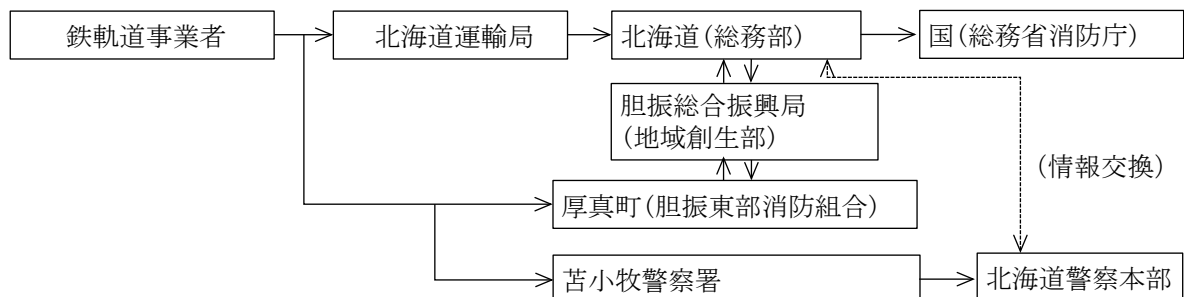 鉄軌道事業者
北海道運輸局
北海道(総務部)
国(総務省消防庁)
胆振総合振興局
(地域創生部)
(情報交換)
厚真町(胆振東部消防組合)
苫小牧警察署
北海道警察本部